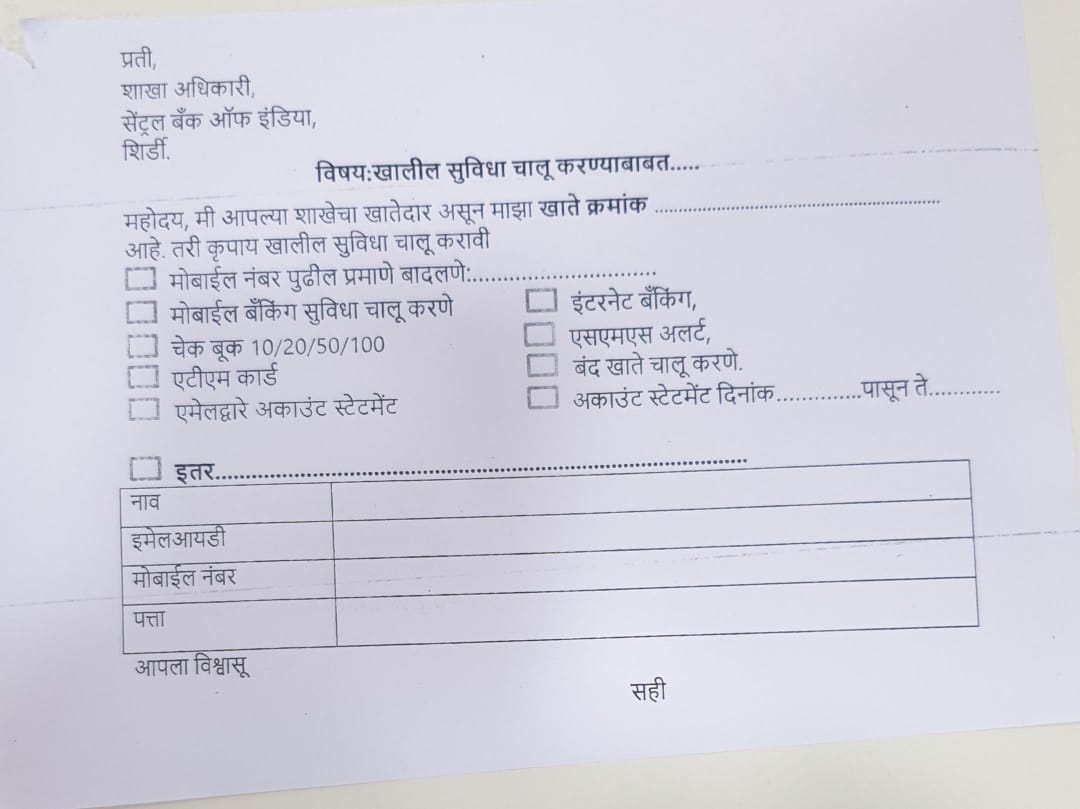 प्रती,
शाखा अधिकारी,
सेंट्रल बँक ऑफ इंडिया,
शिर्डी.
विषय:खालील सुविधा चालू करण्याबाबत.....
महोदय, मी आपल्या शाखेचा खातेदार असून माझा खाते क्रमांक ..............................................................
आहे. तरी कृपाय खालील सुविधा चालू करावी
मोबाईल नंबर पुढील प्रमाणे बादलणे:..............................
मोबाईल बँकिंग सुविधा चालू करणे
इंटरनेट बँकिंग,
चेक बूक 10/20/50/100
एसएमएस अलर्ट,
एटीएम कार्ड
बंद खाते चालू करणे.
एमेलद्वारे अकाउंट स्टेटमेंट
अकाउंट स्टेटमेंट दिनांक..............पासून ते............
इतर..........................................................................................
नाव
इमेलआयडी
मोबाईल नंबर
पत्ता
आपला विश्वासू
सही